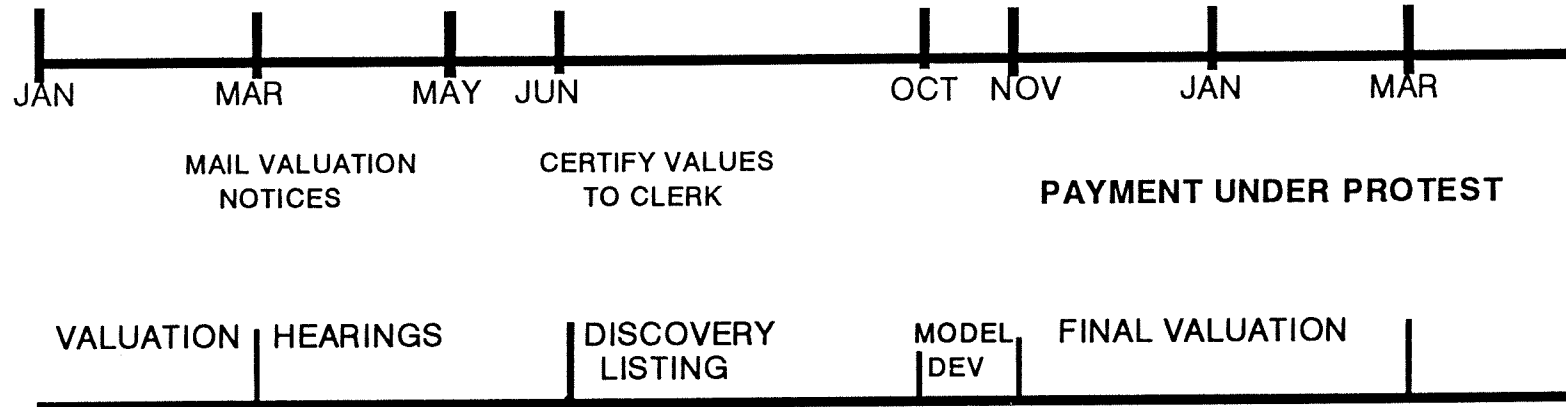 JAN MAR MAY JUN OCT NOV JAN MAR
MAIL VALUATION
NOTICES
CERTIFY VALUES
TO CLERK
PAYMENT UNDER PROTEST
VALUATION
HEARINGS
DISCOVERY
LISTING
MODEL
DEV
FINAL VALUATION